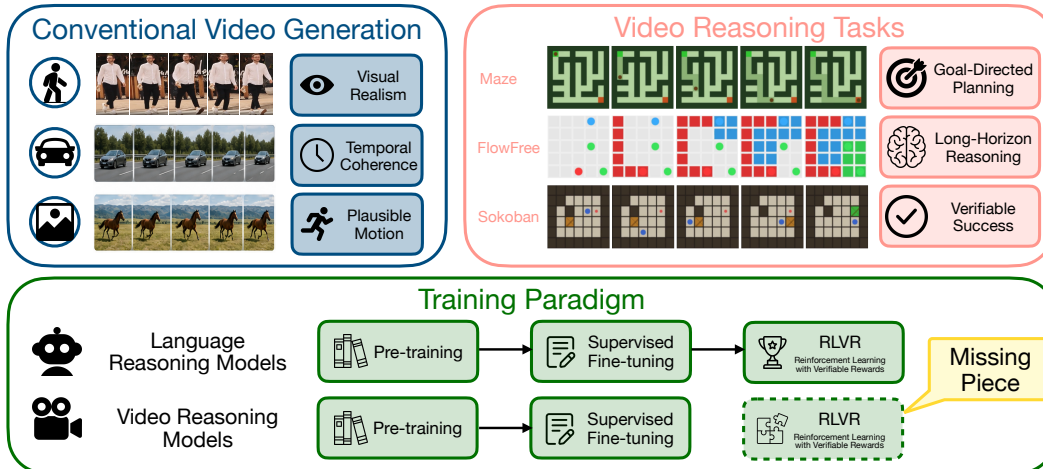 Conventional Video Generation
Visual
Realism
Temporal
Coherence
Plausible
Motion
Video Reasoning Tasks
Maze
FlowFree
Sokoban
Goal-Directed
Planning
Long-Horizon
Reasoning
Verifiable
Success
Training Paradigm
Language
Reasoning Models
Pre-training
Supervised
Fine-tuning
RLVR
Reinforcement Learning
with Verifiable Rewards
Missing
Piece
Video Reasoning
Models
Pre-training
Supervised
Fine-tuning
RLVR
Reinforcement Learning
with Verifiable Rewards